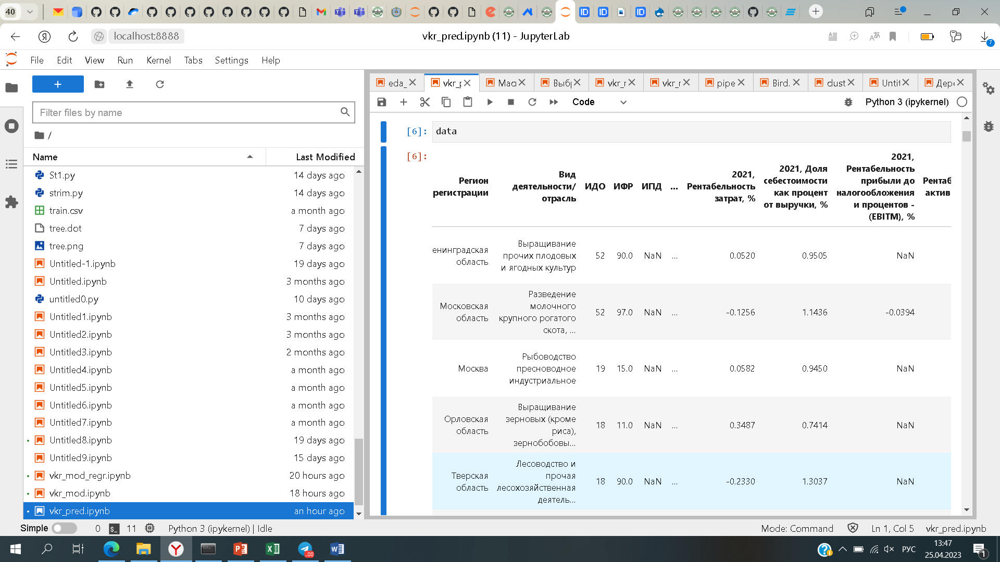 40
localhost8888
vkr_pred.ipynb (11) - JupyterLab
7
File Edit View Run Kernel Tabs Settings Help
+
eda_ vkr_p Мас Выбр vkr_r vkr_r pipe Bird. clust Untit Дере
Code
Python 3 (ipykernel)
Filter files by name
/
Name Last Modified
St1.py 14 days ago
strim.py 14 days ago
train.csv a month ago
tree.dot 7 days ago
tree.png 7 days ago
Untitled-1.ipynb 19 days ago
Untitled.ipynb 3 months ago
untitled0.py 10 days ago
Untitled1.ipynb 3 months ago
Untitled2.ipynb 3 months ago
Untitled3.ipynb 2 months ago
Untitled4.ipynb a month ago
Untitled5.ipynb a month ago
Untitled6.ipynb a month ago
Untitled7.ipynb a month ago
Untitled8.ipynb 19 days ago
Untitled9.ipynb 15 days ago
vkr_mod_regr.ipynb 20 hours ago
vkr_mod.ipynb 18 hours ago
vkr_pred.ipynb an hour ago
[6]: data
[6]:
Регион
регистрации
Вид
деятельности/
отрасль
ИДО ИФР ИПД ...
2021,
Рентабельность
затрат, %
2021, Доля
себестоимости
как процент
от выручки, %
2021,
Рентабельность
прибыли до
налогообложения
и процентов -
(EBITM), %
Рентаб
актив
енинградская
область
Выращивание
прочих плодовых
и ягодных культур
52 90.0 NaN ... 0.0520 0.9505 NaN
Московская
область
Разведение
молочного
крупного рогатого
скота, ...
52 97.0 NaN ... -0.1256 1.1436 -0.0394
Москва
Рыбоводство
пресноводное
индустриальное
19 15.0 NaN ... 0.0582 0.9450 NaN
Орловская
область
Выращивание
зерновых (кроме
риса),
зернобобовы...
18 11.0 NaN ... 0.3487 0.7414 NaN
Тверская
область
Лесоводство и
прочая
лесохозяйственная
деятель...
18 90.0 NaN ... -0.2330 1.3037 NaN
Simple 0 11 Python 3 (ipykernel) | Idle
Mode: Command Ln 1, Col 5 vkr_pred.ipynb
РУС
13:47
25.04.2023
1